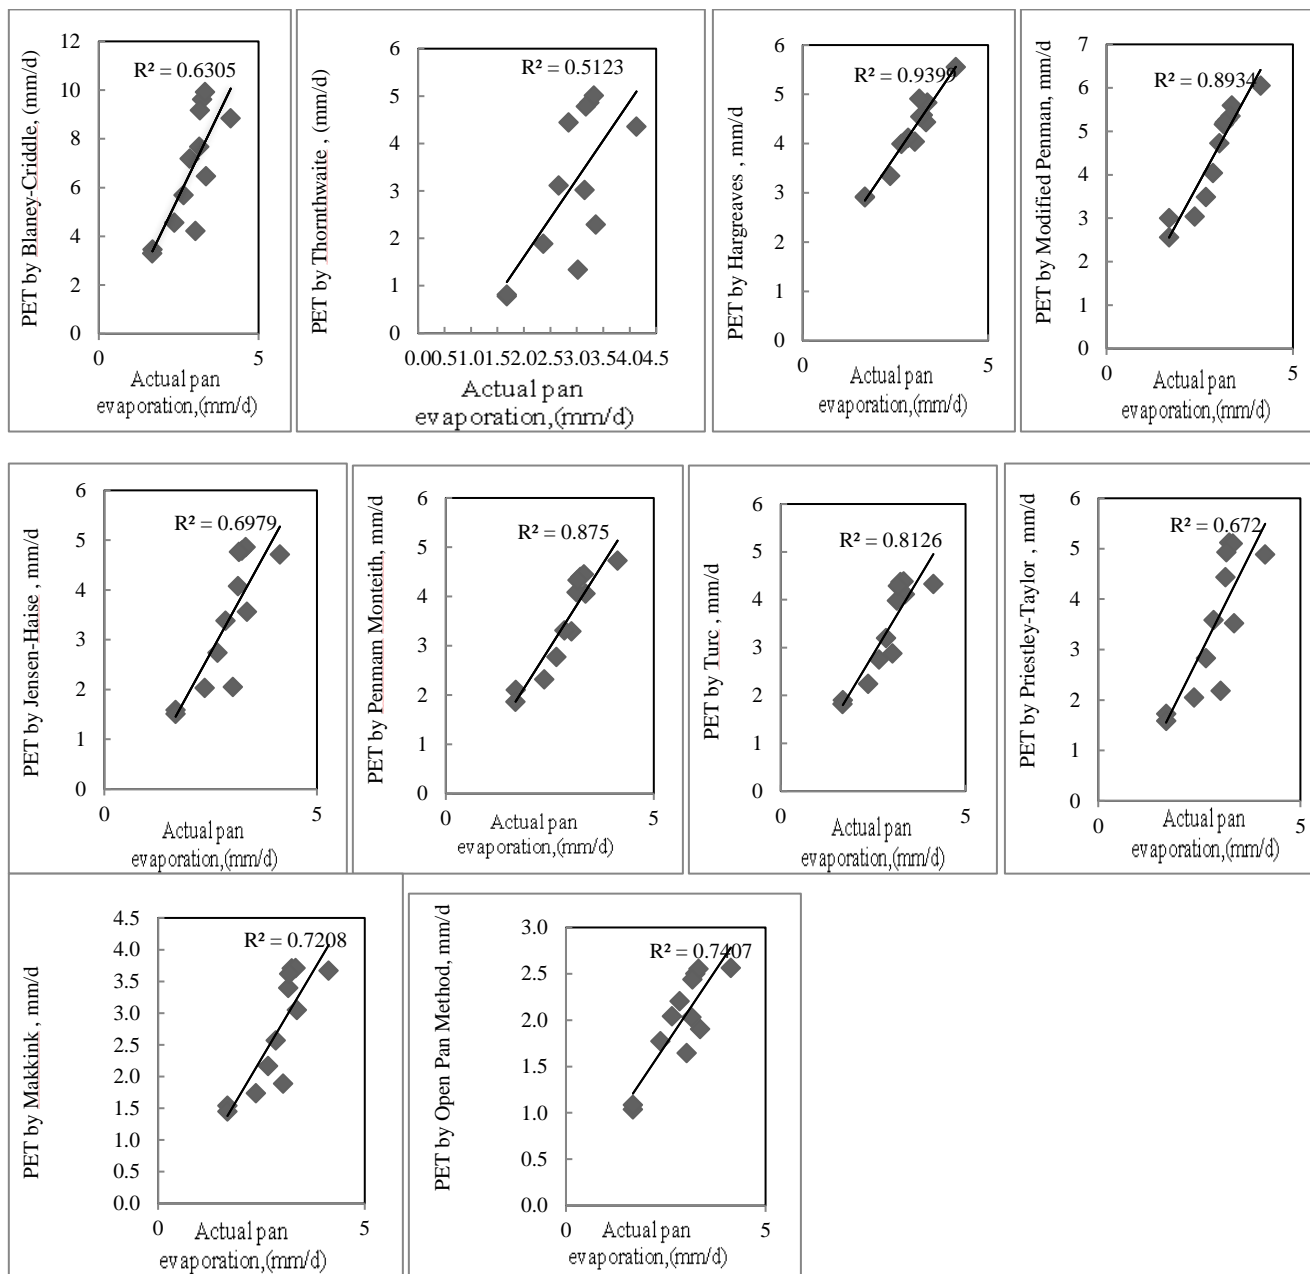 PET by Blaney-Criddle, (mm/d)
12
10
8
6
4
2
0
R² = 0.6305
0
5
Actual pan
evaporation,(mm/d)
PET by Thornthwaite , (mm/d)
6
5
4
3
2
1
0
R² = 0.5123
0.00.51.01.52.02.53.03.54.04.5
Actual pan
evaporation,(mm/d)
PET by Hargreaves , mm/d
6
5
4
3
2
1
0
R² = 0.9399
0
5
Actual pan
evaporation,(mm/d)
PET by Modified Penman, mm/d
7
6
5
4
3
2
1
0
R² = 0.8934
0
5
Actual pan
evaporation,(mm/d)
PET by Jensen-Haise , mm/d
6
5
4
3
2
1
0
R² = 0.6979
0
5
Actual pan
evaporation,(mm/d)
PET by Penmam Monteith, mm/d
6
5
4
3
2
1
0
R² = 0.875
0
5
Actual pan
evaporation,(mm/d)
PET by Turc , mm/d
6
5
4
3
2
1
0
R² = 0.8126
0
5
Actual pan
evaporation,(mm/d)
PET by Priestley-Taylor , mm/d
6
5
4
3
2
1
0
R² = 0.672
0
5
Actual pan
evaporation,(mm/d)
PET by Makkink , mm/d
4.5
4.0
3.5
3.0
2.5
2.0
1.5
1.0
0.5
0.0
R² = 0.7208
0
5
Actual pan
evaporation,(mm/d)
PET by Open Pan Method, mm/d
3.0
2.5
2.0
1.5
1.0
0.5
0.0
R² = 0.7407
0
5
Actual pan
evaporation,(mm/d)